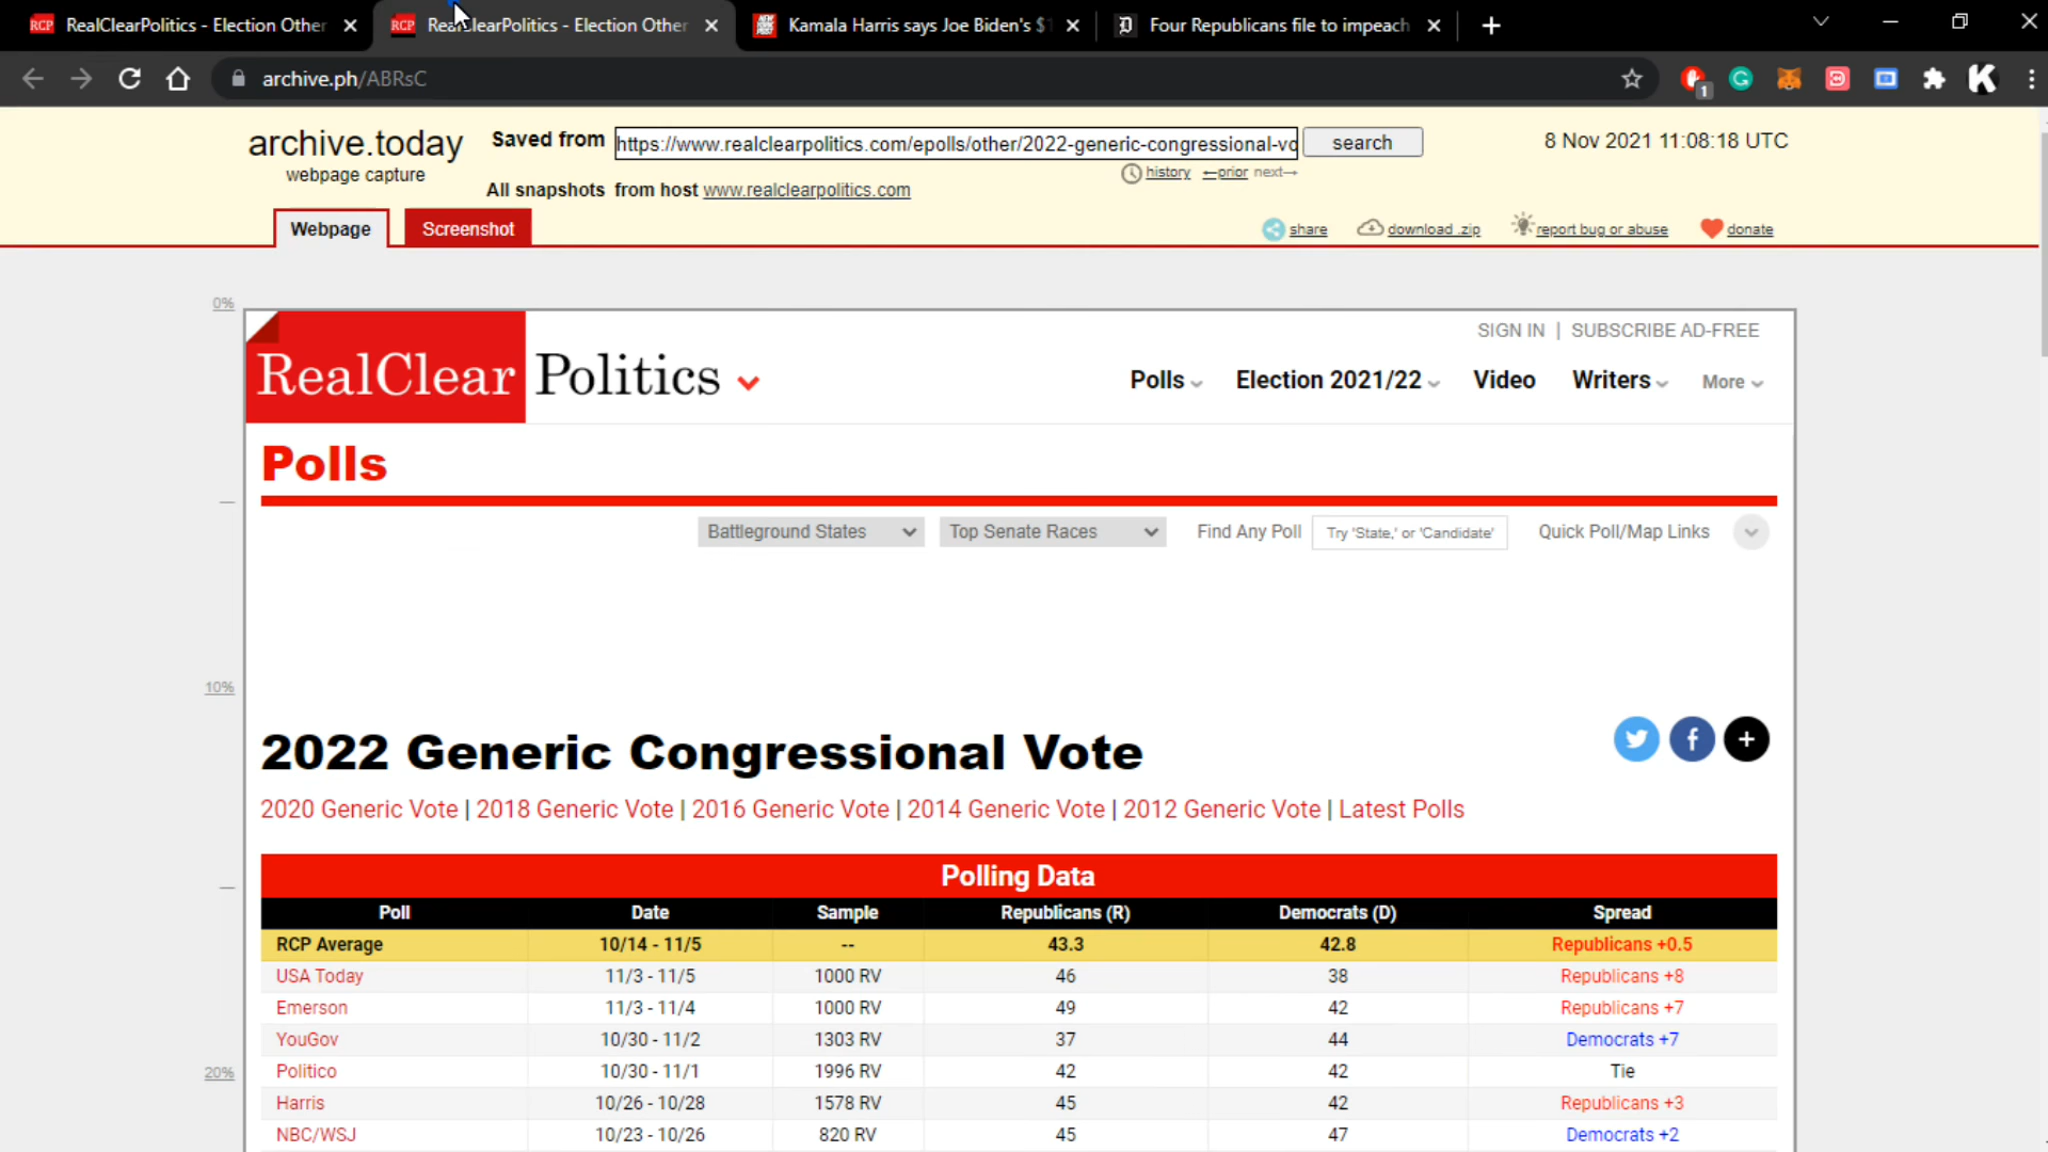 RCP RealClearPolitics - Election Other
RCP RealClearPolitics - Election Other
Kamala Harris says Joe Biden's $
Four Republicans file to impeach
archive.ph/ABRsC
1
K
archive.today
webpage capture
Saved from https://www.realclearpolitics.com/epolls/other/2022-generic-congressional-vo search
8 Nov 2021 11:08:18 UTC
history ←prior next→
All snapshots from host www.realclearpolitics.com
Webpage Screenshot
share download .zip report bug or abuse donate
0%
RealClear Politics
SIGN IN | SUBSCRIBE AD-FREE
Polls Election 2021/22 Video Writers More
Polls
Battleground States Top Senate Races Find Any Poll Try 'State,' or 'Candidate' Quick Poll/Map Links
10%
2022 Generic Congressional Vote
2020 Generic Vote | 2018 Generic Vote | 2016 Generic Vote | 2014 Generic Vote | 2012 Generic Vote | Latest Polls
Polling Data
Poll Date Sample Republicans (R) Democrats (D) Spread
RCP Average 10/14 - 11/5 -- 43.3 42.8 Republicans +0.5
USA Today 11/3 - 11/5 1000 RV 46 38 Republicans +8
Emerson 11/3 - 11/4 1000 RV 49 42 Republicans +7
YouGov 10/30 - 11/2 1303 RV 37 44 Democrats +7
20%
Politico 10/30 - 11/1 1996 RV 42 42 Tie
Harris 10/26 - 10/28 1578 RV 45 42 Republicans +3
NBC/WSJ 10/23 - 10/26 820 RV 45 47 Democrats +2